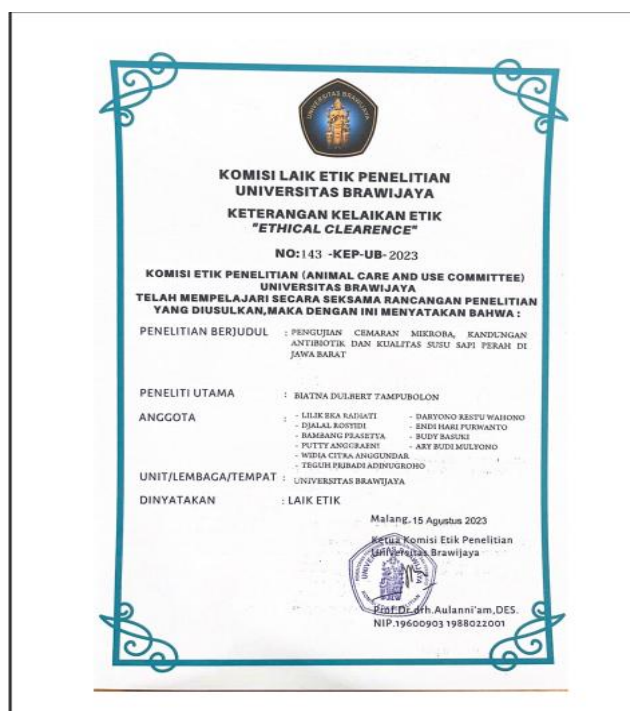 UNIVERSITAS BRAWIJAYA
KOMISI LAIK ETIK PENELITIAN
UNIVERSITAS BRAWIJAYA
KETERANGAN KELAIKAN ETIK
"ETHICAL CLEARENCE"
NO:143 -KEP-UB- 2023
KOMISI ETIK PENELITIAN (ANIMAL CARE AND USE COMMITTEE)
UNIVERSITAS BRAWIJAYA
TELAH MEMPELAJARI SECARA SEKSAMA RANCANGAN PENELITIAN
YANG DIUSULKAN,MAKA DENGAN INI MENYATAKAN BAHWA :
PENELITIAN BERJUDUL : PENGUJIAN CEMARAN MIKROBA, KANDUNGAN
ANTIBIOTIK DAN KUALITAS SUSU SAPI PERAH DI
JAWA BARAT
PENELITI UTAMA : BIATNA DULBERT TAMPUBOLON
ANGGOTA : - LILIK EKA RADIATI - DARYONO RESTU WAHONO
- DJALAL ROSYIDI - ENDI HARI PURWANTO
- BAMBANG PRASETYA - BUDY BASUKI
- PUTTY ANGGRAENI - ARY BUDI MULYONO
- WIDIA CITRA ANGGUNDAR
- TEGUH PRIBADI ADINUGROHO
UNIT/LEMBAGA/TEMPAT : UNIVERSITAS BRAWIJAYA
DINYATAKAN : LAIK ETIK
Malang, 15 Agustus 2023
Ketua Komisi Etik Penelitian
Universitas Brawijaya
Prof.Dr.drh.Aulanni'am,DES.
NIP.19600903 1988022001